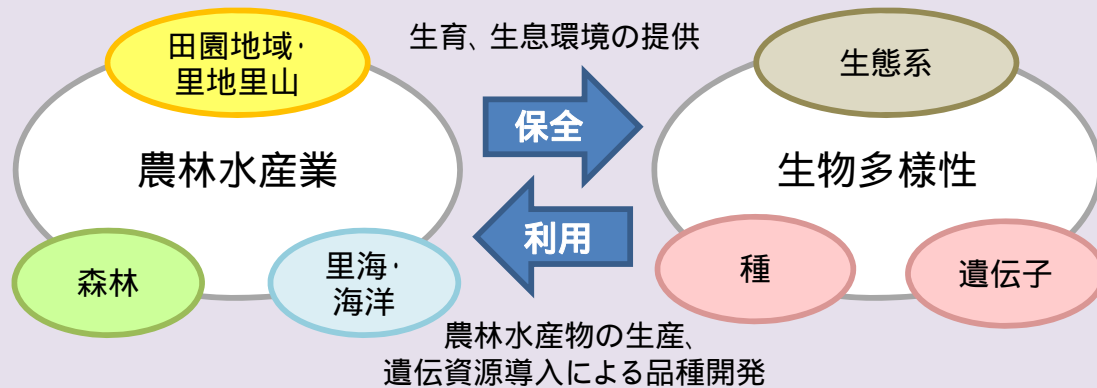 田園地域・
里地里山
農林水産業
森林
里海・
海洋
生育、生息環境の提供
保全
利用
農林水産物の生産、
遺伝資源導入による品種開発
生態系
生物多様性
種
遺伝子